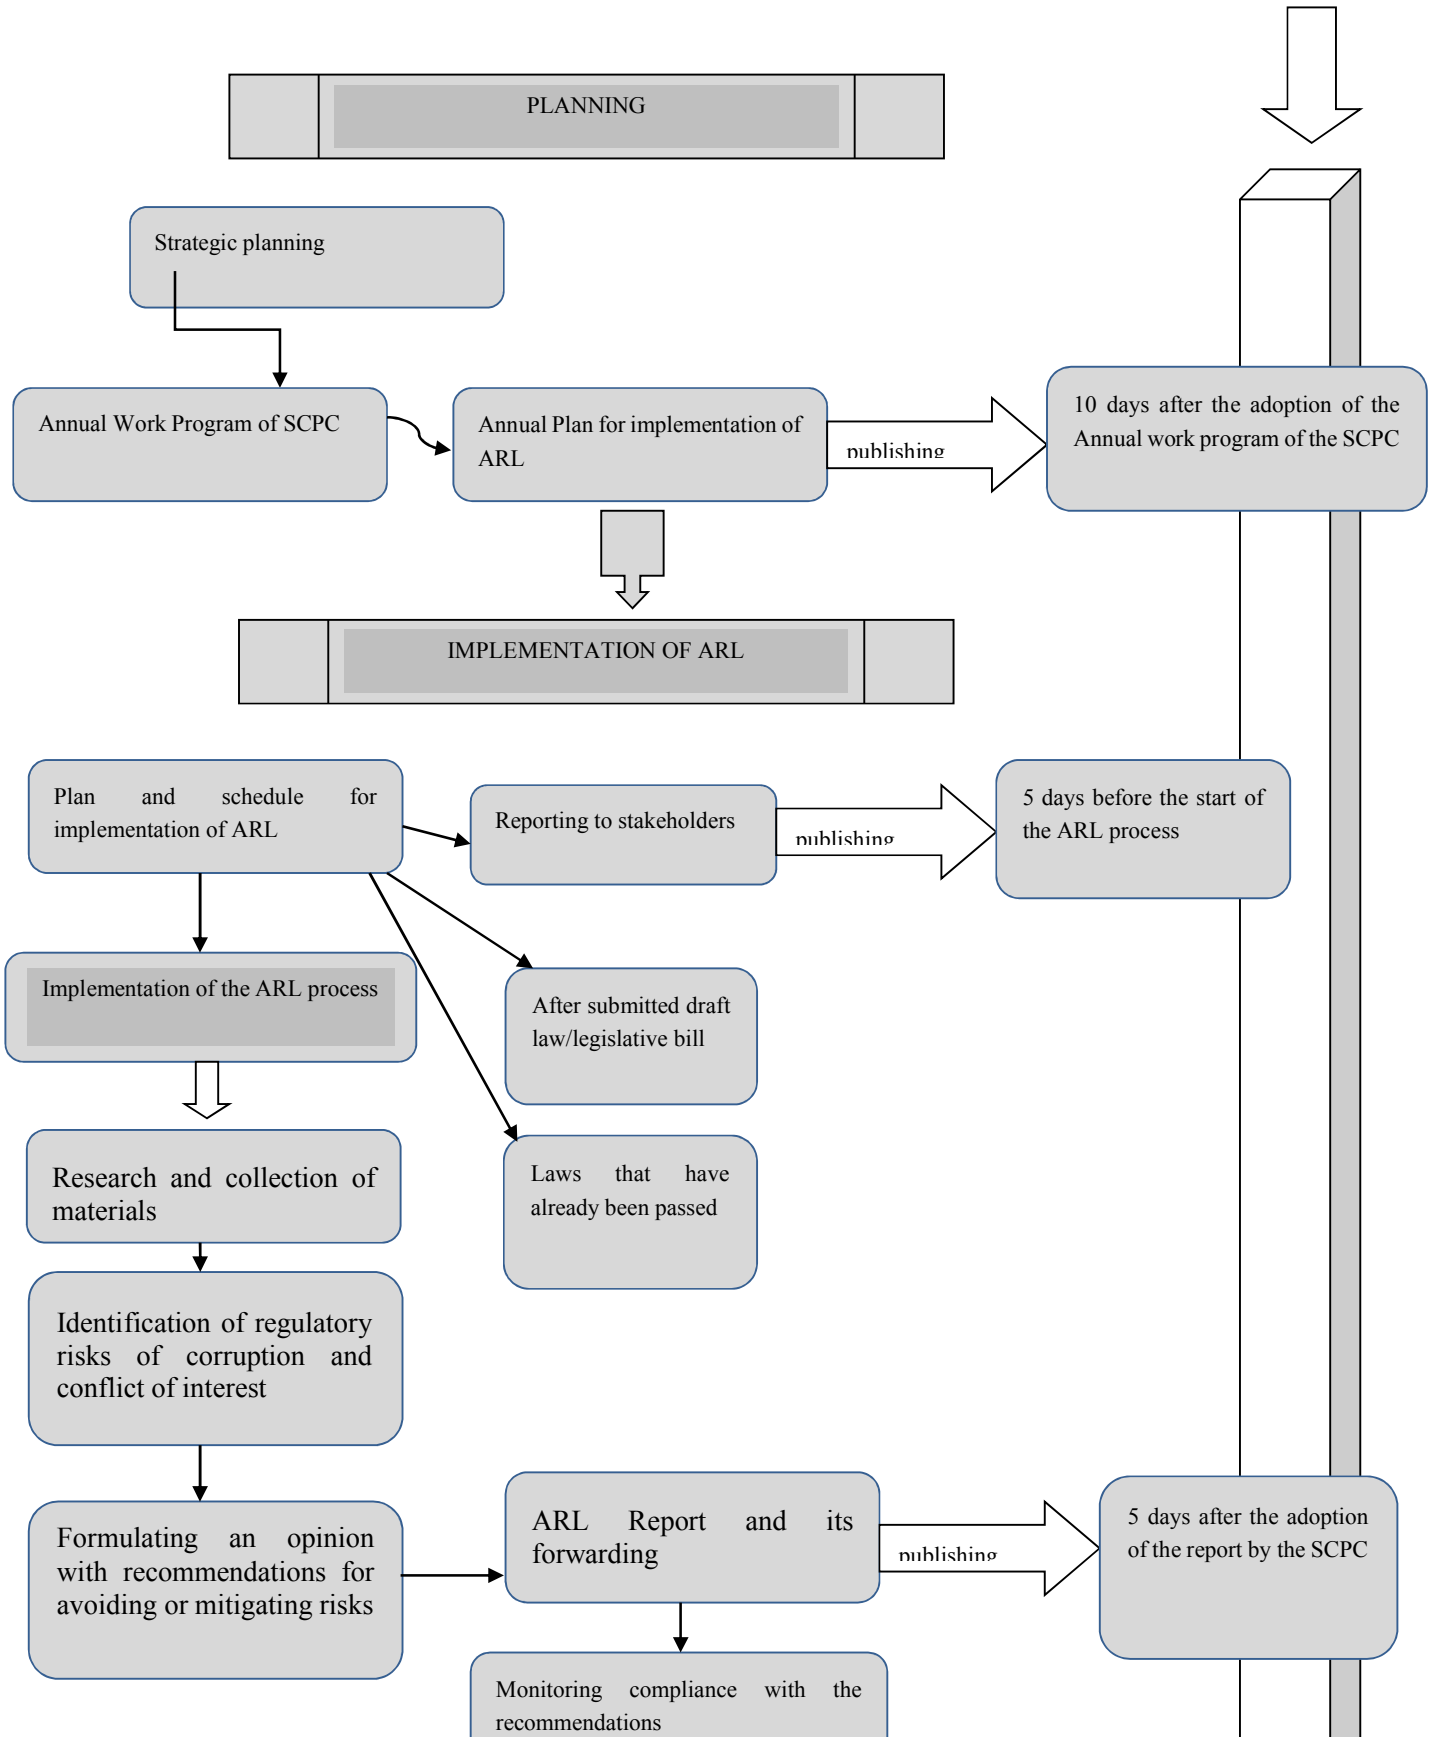 PLANNING
Strategic planning
Annual Work Program of SCPC
Annual Plan for implementation of
ARL
publishing
10 days after the adoption of the
Annual work program of the SCPC
IMPLEMENTATION OF ARL
Plan and schedule for
implementation of ARL
Reporting to stakeholders
publishing
5 days before the start of
the ARL process
Implementation of the ARL process
After submitted draft
law/legislative bill
Research and collection of
materials
Laws that have
already been passed
Identification of regulatory
risks of corruption and
conflict of interest
Formulating an opinion
with recommendations for
avoiding or mitigating risks
ARL Report and its
forwarding
publishing
5 days after the adoption
of the report by the SCPC
Monitoring compliance with the
recommendations